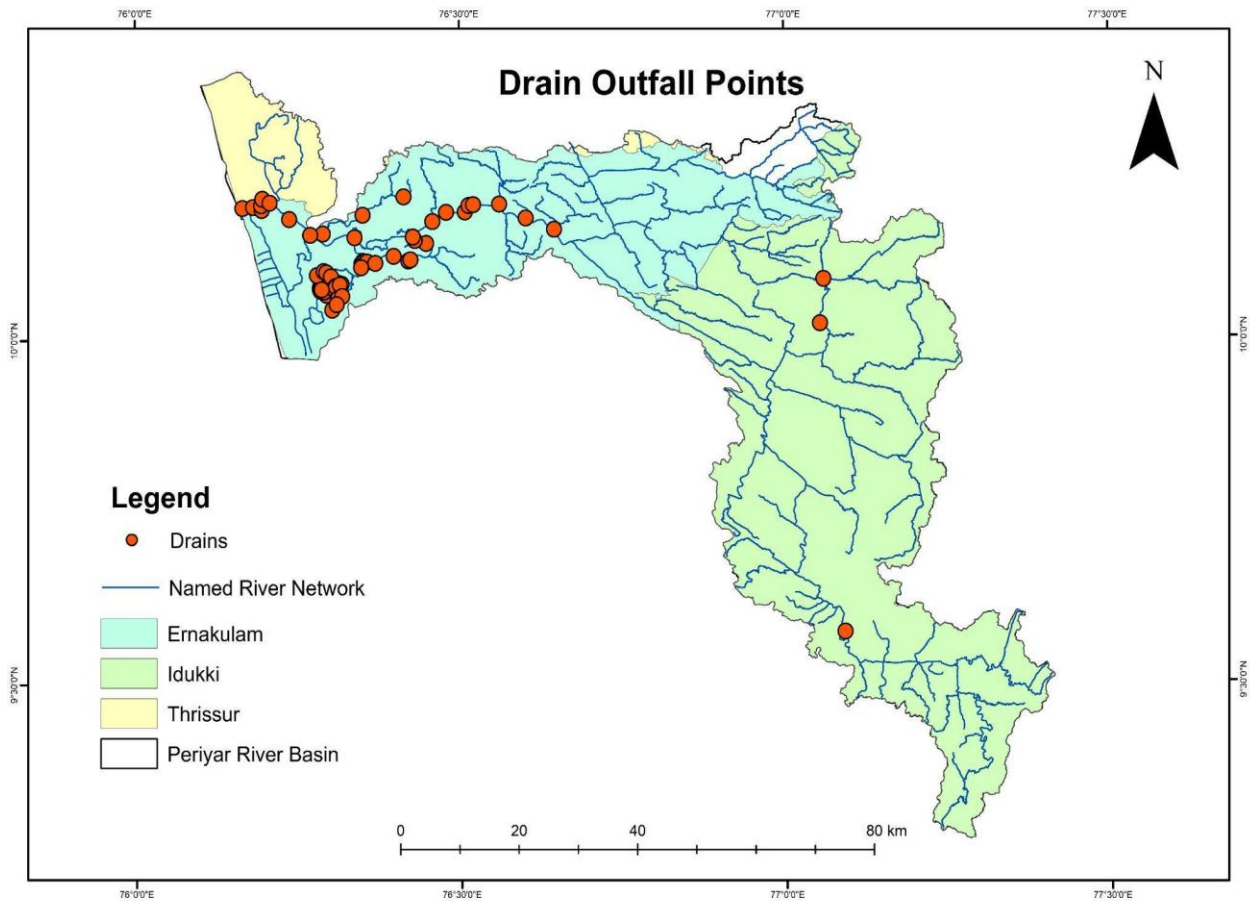 76°0'0"E 76°30'0"E 77°0'0"E 77°30'0"E
Drain Outfall Points
N
10°0'0"N 10°0'0"N
Legend
Drains
Named River Network
Ernakulam
Idukki
Thrissur
Periyar River Basin
9°30'0"N 9°30'0"N
0 20 40 80 km
76°0'0"E 76°30'0"E 77°0'0"E 77°30'0"E